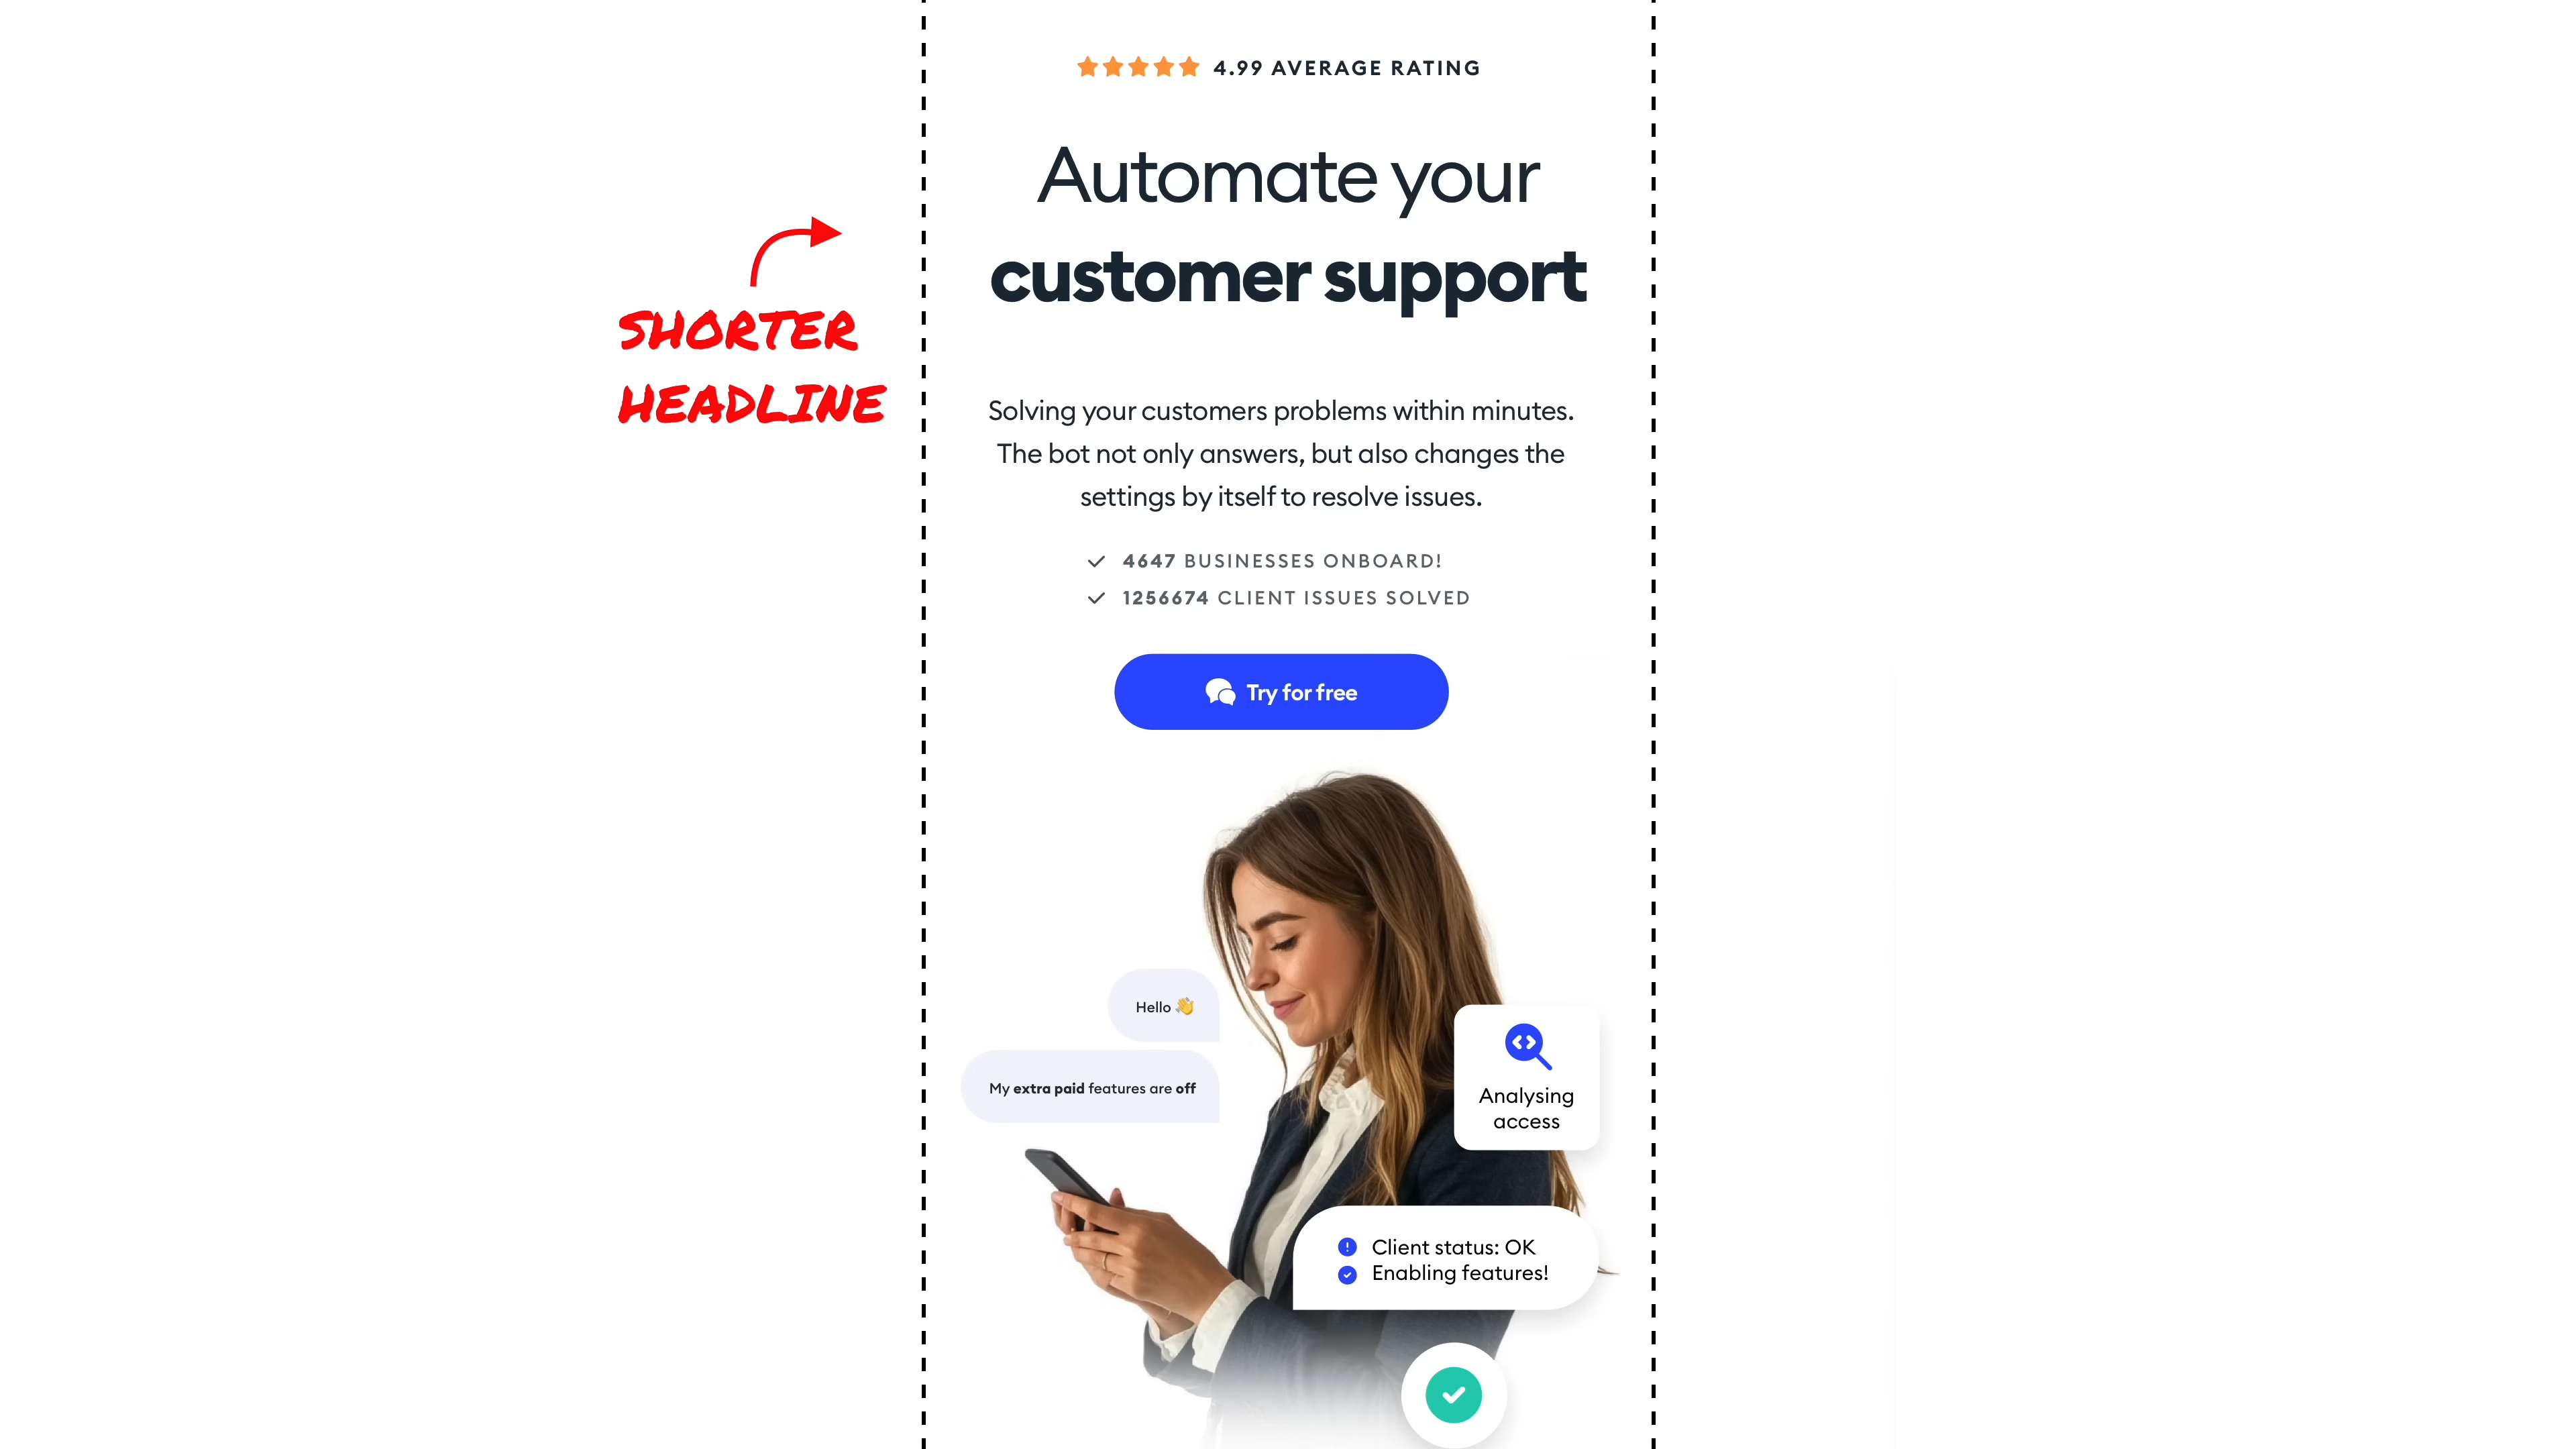 4.99 AVERAGE RATING
Automate your
customer support
SHORTER
HEADLINE
Solving your customers problems within minutes.
The bot not only answers, but also changes the
settings by itself to resolve issues.
4647 BUSINESSES ONBOARD!
1256674 CLIENT ISSUES SOLVED
Try for free
Hello 👋
My extra paid features are off
Analysing
access
Client status: OK
Enabling features!